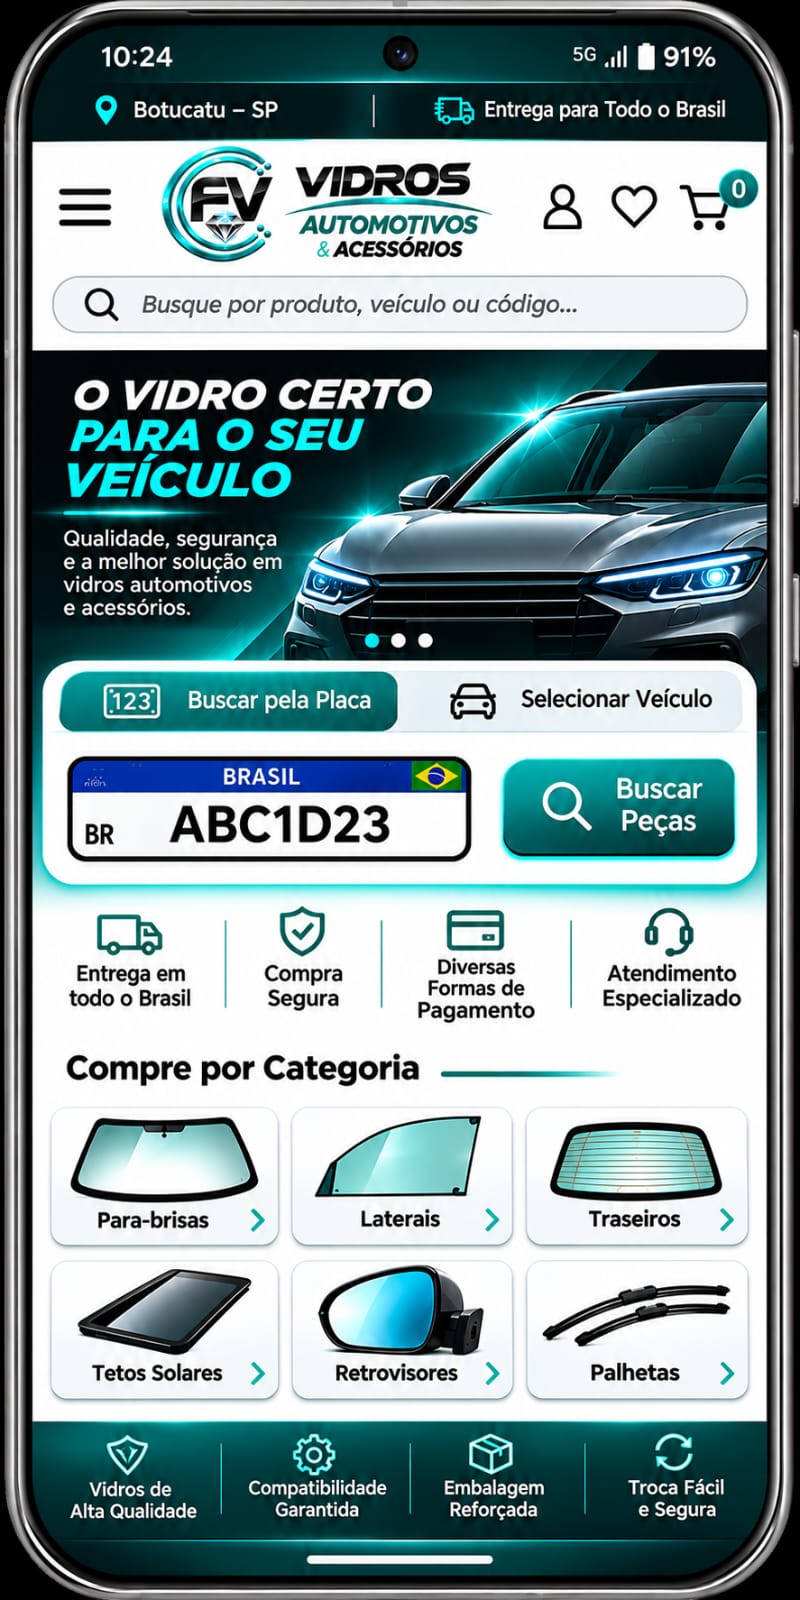 10:24
5G
91%
Botucatu – SP
Entrega para Todo o Brasil
FV
VIDROS
AUTOMOTIVOS
& ACESSÓRIOS
0
Busque por produto, veículo ou código...
O VIDRO CERTO
PARA O SEU
VEÍCULO
Qualidade, segurança
e a melhor solução em
vidros automotivos
e acessórios.
123
Buscar pela Placa
Selecionar Veículo
BRASIL
BR
ABC1D23
Buscar
Peças
Entrega em
todo o Brasil
Compra
Segura
Diversas
Formas de
Pagamento
Atendimento
Especializado
Compre por Categoria
Para-brisas
Laterais
Traseiros
Tetos Solares
Retrovisores
Palhetas
Vidros de
Alta Qualidade
Compatibilidade
Garantida
Embalagem
Reforçada
Troca Fácil
e Segura